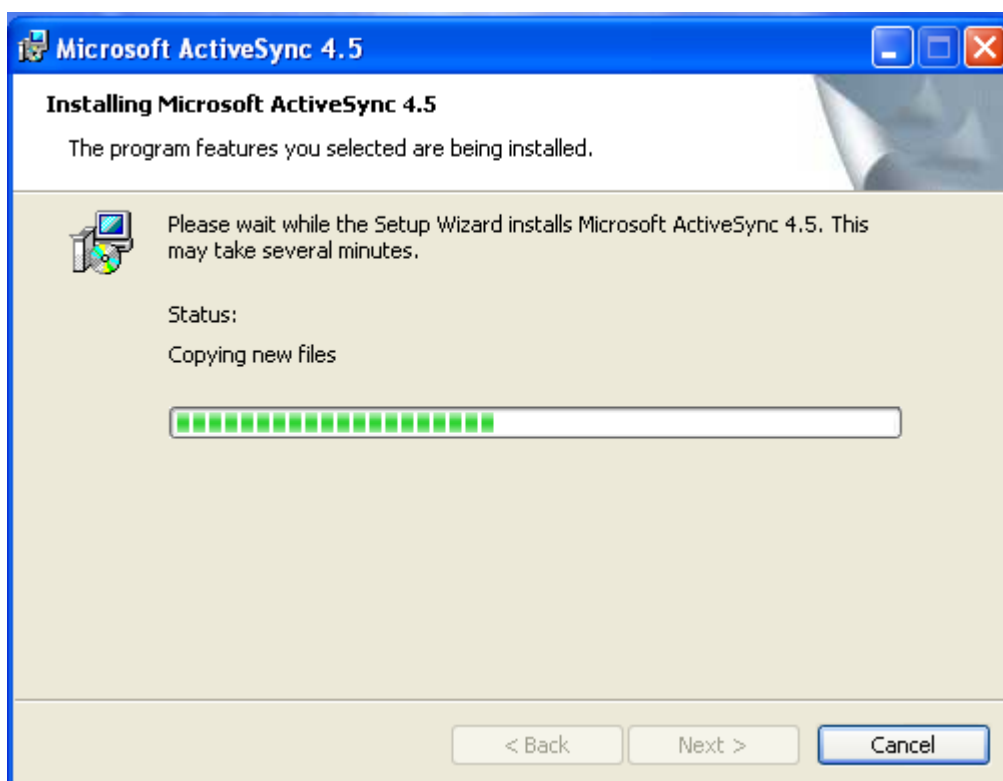 Microsoft ActiveSync 4.5
Installing Microsoft ActiveSync 4.5
The program features you selected are being installed.
Please wait while the Setup Wizard installs Microsoft ActiveSync 4.5. This
may take several minutes.
Status:
Copying new files
< Back
Next >
Cancel